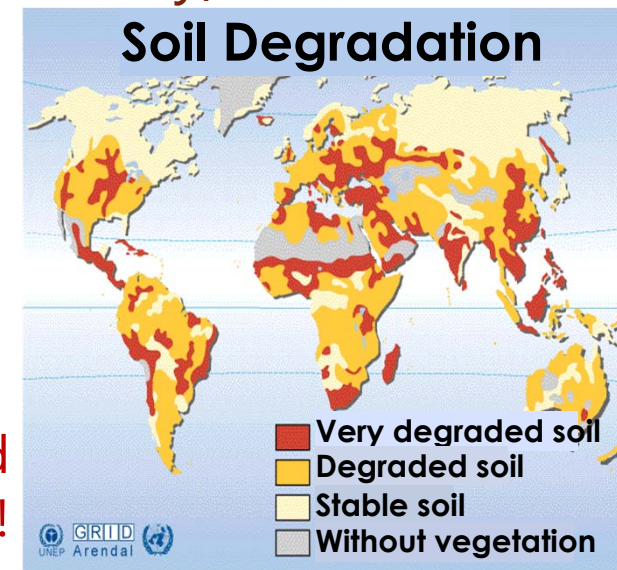 Soil Degradation
Very degraded soil
Degraded soil
Stable soil
Without vegetation
UNEP
GRID
Arendal
!